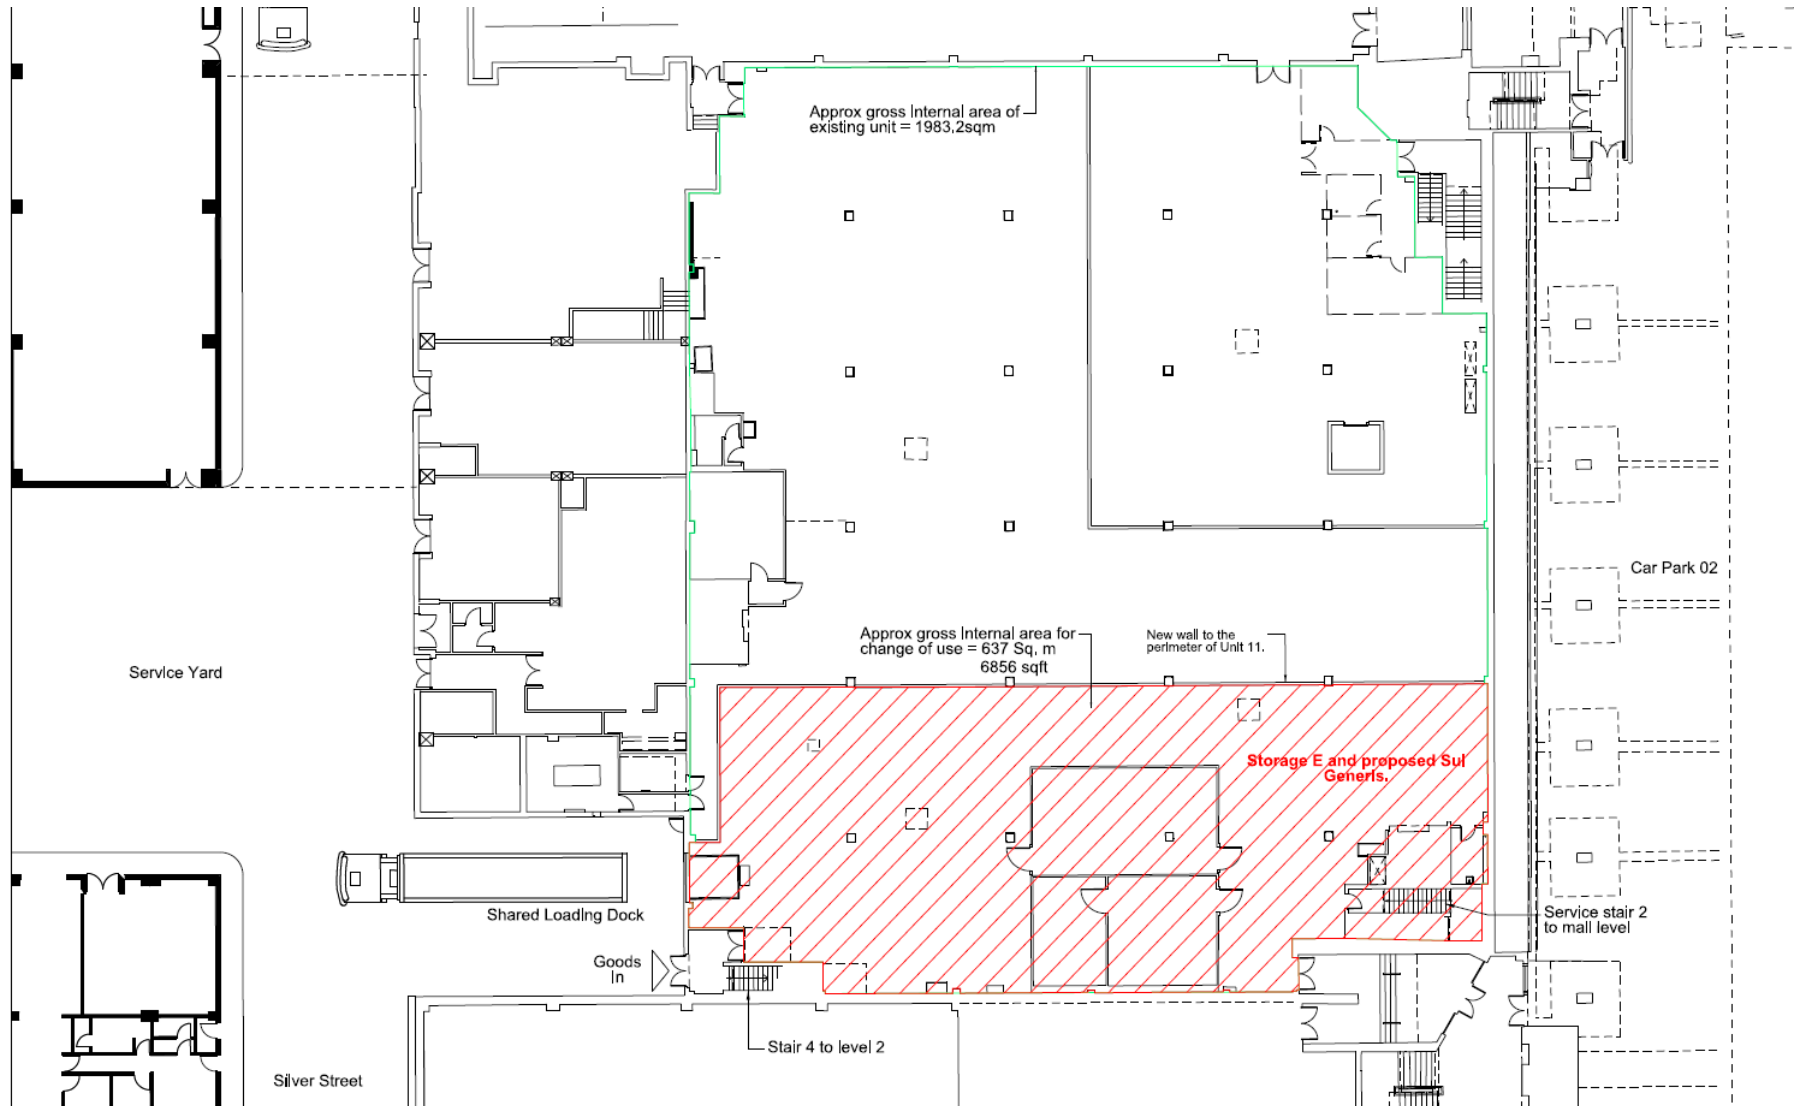 Approx gross Internal area of
existing unit = 1983.2sqm
Car Park 02
Approx gross Internal area for
change of use = 637 Sq, m
6856 sqft
New wall to the
perimeter of Unit 11.
Service Yard
Storage E and proposed Sui
Generis.
Shared Loading Dock
Service stair 2
to mall level
Goods
In
Stair 4 to level 2
Silver Street